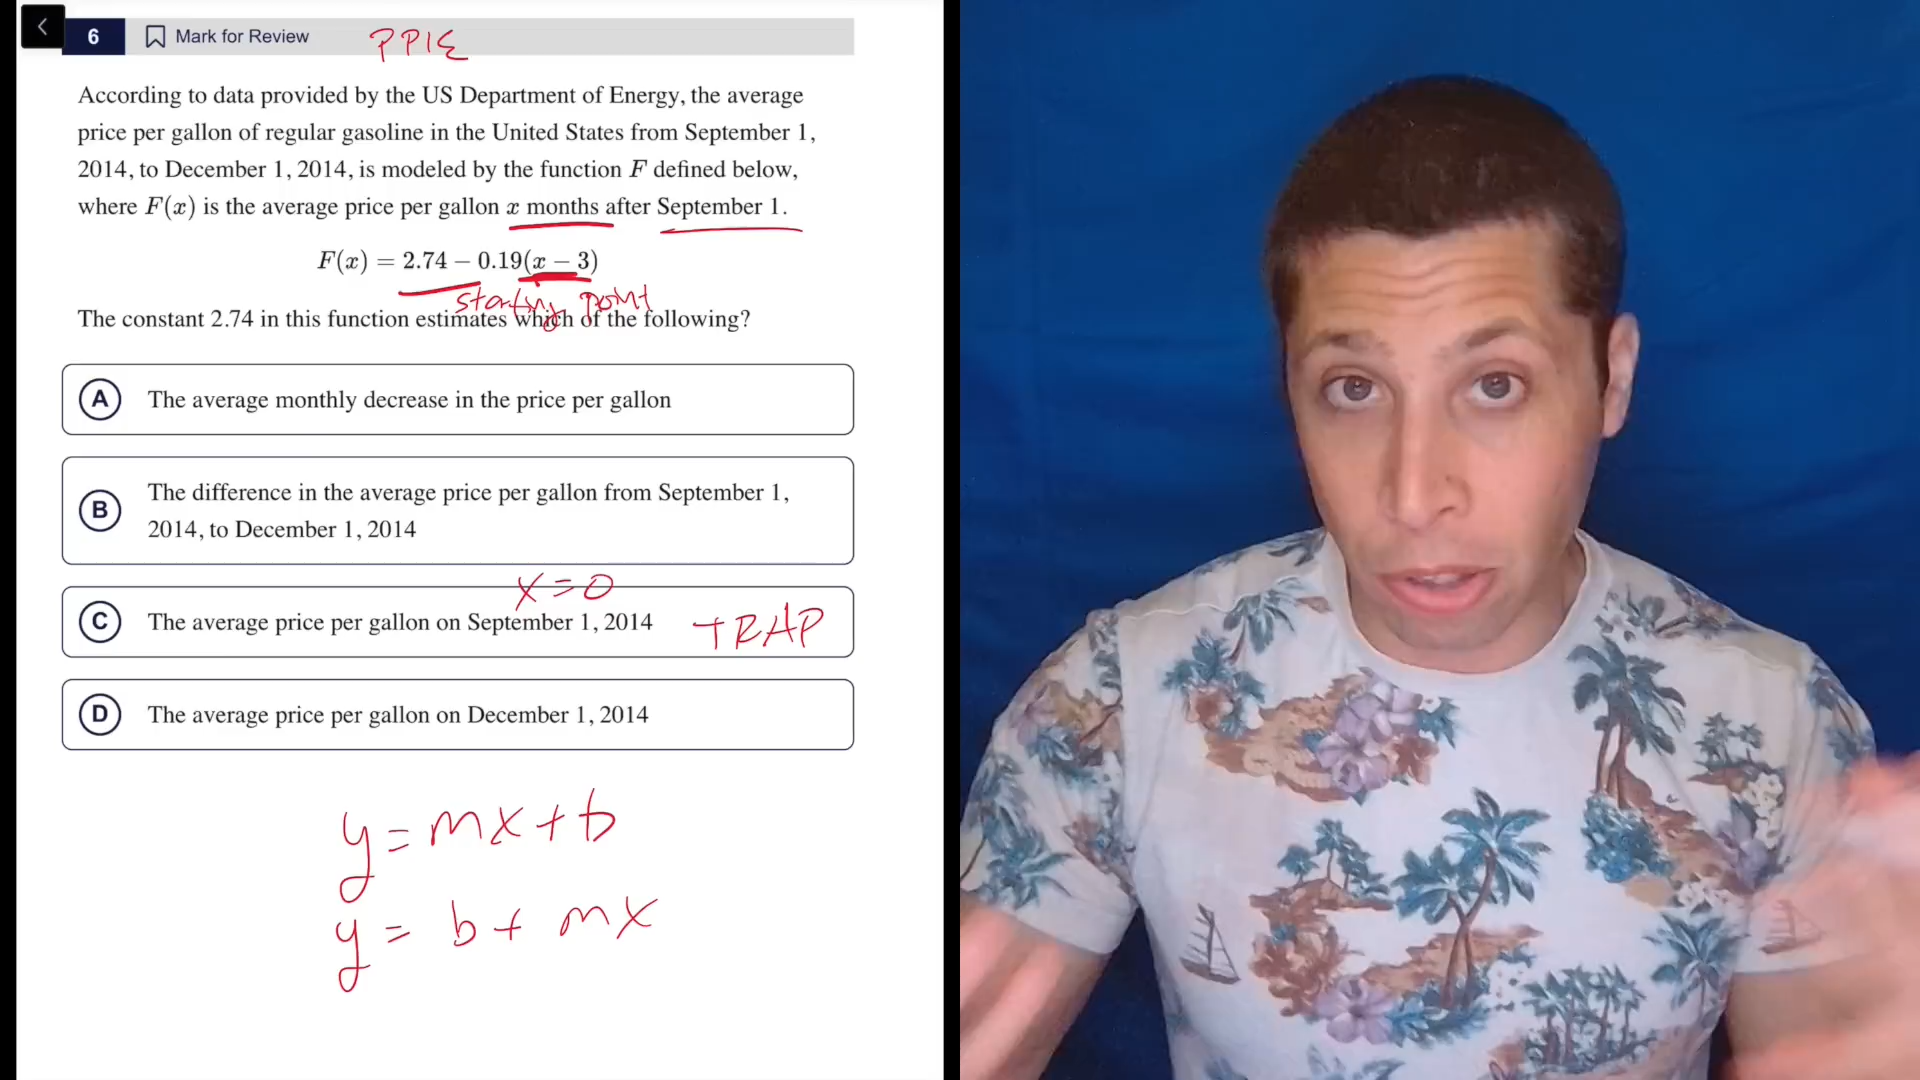 6 Mark for Review PPIE
According to data provided by the US Department of Energy, the average
price per gallon of regular gasoline in the United States from September 1,
2014, to December 1, 2014, is modeled by the function F defined below,
where F(x) is the average price per gallon x months after September 1.
F(x) = 2.74 − 0.19(x − 3)
starting point
The constant 2.74 in this function estimates which of the following?
A The average monthly decrease in the price per gallon
B The difference in the average price per gallon from September 1,
2014, to December 1, 2014
x = 0
C The average price per gallon on September 1, 2014 TRAP
D The average price per gallon on December 1, 2014
y = mx + b
y = b + mx